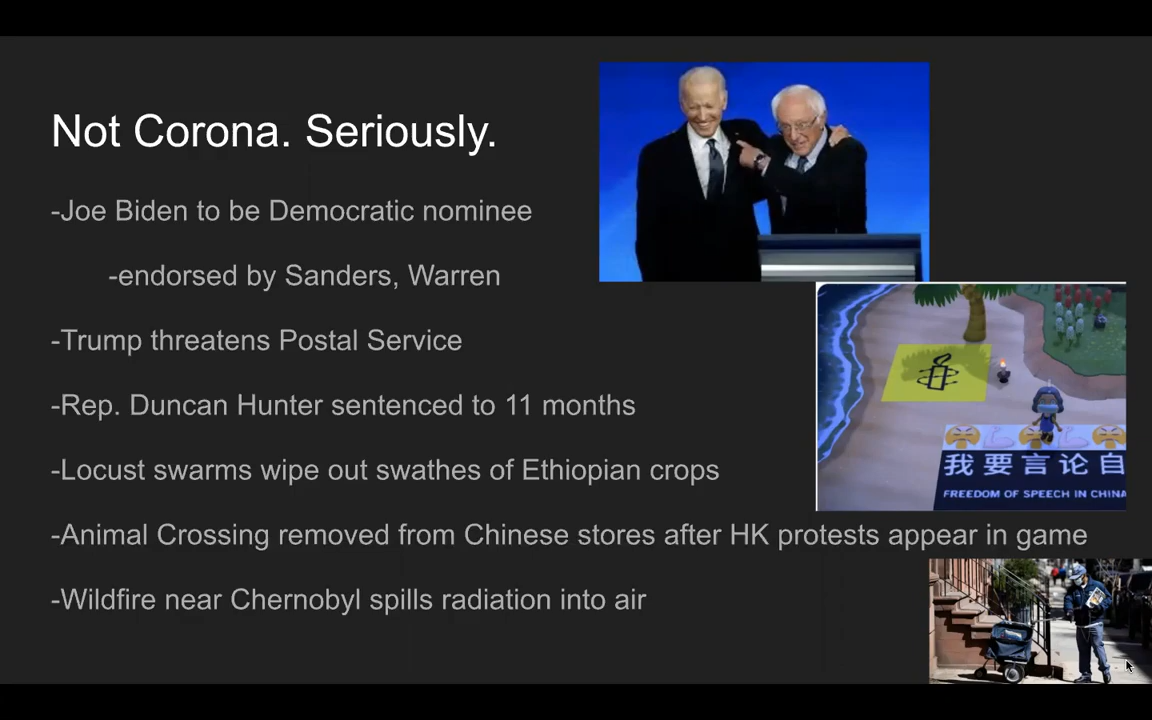 Not Corona. Seriously.
-Joe Biden to be Democratic nominee
-endorsed by Sanders, Warren
-Trump threatens Postal Service
-Rep. Duncan Hunter sentenced to 11 months
-Locust swarms wipe out swathes of Ethiopian crops
-Animal Crossing removed from Chinese stores after HK protests appear in game
-Wildfire near Chernobyl spills radiation into air
我要言论自
FREEDOM OF SPEECH IN CHINA